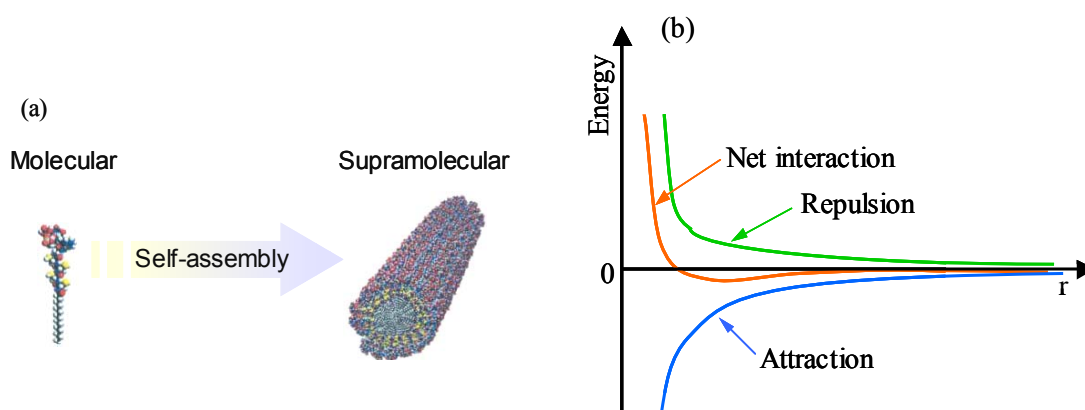 (a)
Molecular
Supramolecular
Self-assembly
(b)
Energy
Net interaction
Repulsion
0
r
Attraction